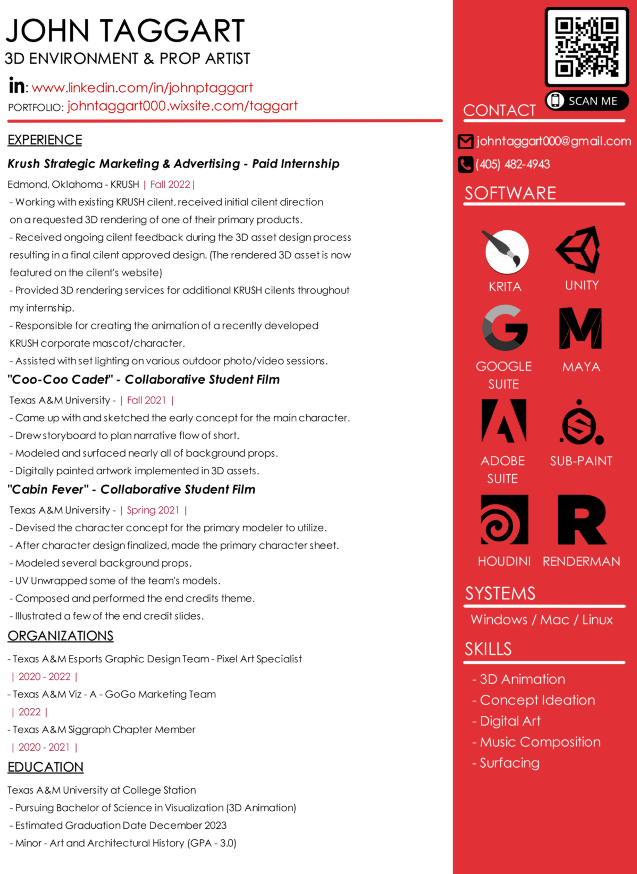 JOHN TAGGART
3D ENVIRONMENT & PROP ARTIST
in: www.linkedin.com/in/johnptaggart
PORTFOLIO: johntaggart000.wixsite.com/taggart
EXPERIENCE
Krush Strategic Marketing & Advertising - Paid Internship
Edmond, Oklahoma - KRUSH | Fall 2022|
- Working with existing KRUSH cilent, received initial cilent direction
on a requested 3D rendering of one of their primary products.
- Received ongoing cilent feedback during the 3D asset design process
resulting in a final cilent approved design. (The rendered 3D asset is now
featured on the cilent's website)
- Provided 3D rendering services for additional KRUSH cilents throughout
my internship.
- Responsible for creating the animation of a recently developed
KRUSH corporate mascot/character.
- Assisted with set lighting on various outdoor photo/video sessions.
"Coo-Coo Cadet" - Collaborative Student Film
Texas A&M University - | Fall 2021 |
- Came up with and sketched the early concept for the main character.
- Drew storyboard to plan narrative flow of short.
- Modeled and surfaced nearly all of background props.
- Digitally painted artwork implemented in 3D assets.
"Cabin Fever" - Collaborative Student Film
Texas A&M University - | Spring 2021 |
- Devised the character concept for the primary modeler to utilize.
- After character design finalized, made the primary character sheet.
- Modeled several background props.
- UV Unwrapped some of the team's models.
- Composed and performed the end credits theme.
- Illustrated a few of the end credit slides.
ORGANIZATIONS
- Texas A&M Esports Graphic Design Team - Pixel Art Specialist
| 2020 - 2022 |
- Texas A&M Viz - A - GoGo Marketing Team
| 2022 |
- Texas A&M Siggraph Chapter Member
| 2020 - 2021 |
EDUCATION
Texas A&M University at College Station
- Pursuing Bachelor of Science in Visualization (3D Animation)
- Estimated Graduation Date December 2023
- Minor - Art and Architectural History (GPA - 3.0)
SCAN ME
CONTACT
johntaggart000@gmail.com
(405) 482-4943
SOFTWARE
KRITA
UNITY
GOOGLE
SUITE
MAYA
ADOBE
SUITE
SUB-PAINT
HOUDINI
RENDERMAN
SYSTEMS
Windows / Mac / Linux
SKILLS
- 3D Animation
- Concept Ideation
- Digital Art
- Music Composition
- Surfacing